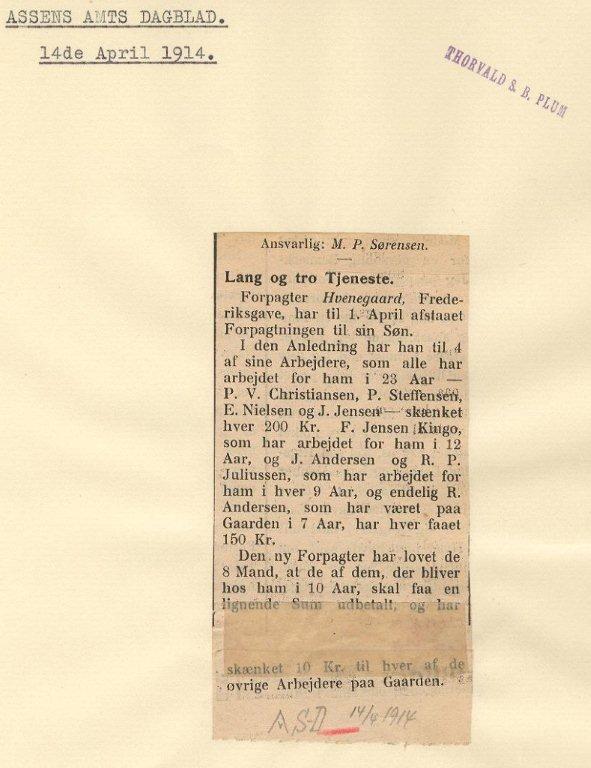 ASSENS AMTS DAGBLAD.
14de April 1914.
THORVALD & B. PLUM
Ansvarlig: M. P. Sørensen.
Lang og tro Tjeneste.
Forpagter Hvenegaard, Frede-
riksgave, har til 1. April afstaaet
Forpagtningen til sin Søn.
I den Anledning har han til 4
af sine Arbejdere, som alle har
arbejdet for ham i 23 Aar —
P. V. Christiansen, P. Steffensen,
E. Nielsen og J. Jensen — skænket
hver 200 Kr. F. Jensen Kingo,
som har arbejdet for ham i 12
Aar, og J. Andersen og R. P.
Juliussen, som har arbejdet for
ham i hver 9 Aar, og endelig R.
Andersen, som har været paa
Gaarden i 7 Aar, har hver faaet
150 Kr.
Den ny Forpagter har lovet de
8 Mand, at de af dem, der bliver
hos ham i 10 Aar, skal faa en
lignende Sum udbetalt, og har
skænket 10 Kr. til hver af de
øvrige Arbejdere paa Gaarden.
14/4 1914